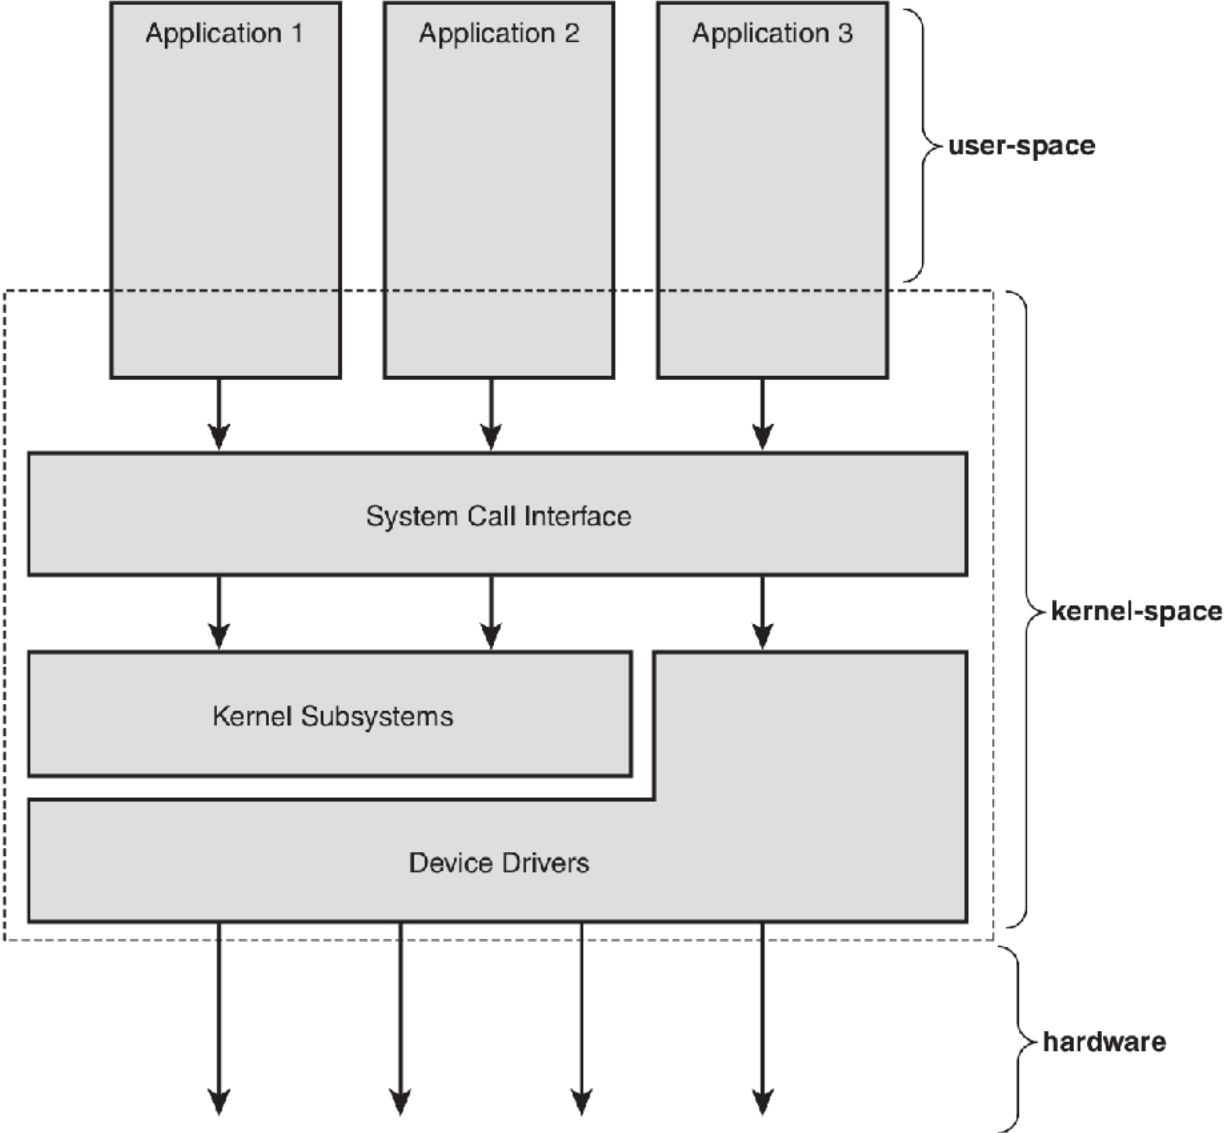 Application 1
Application 2
Application 3
user-space
System Call Interface
kernel-space
Kernel Subsystems
Device Drivers
hardware